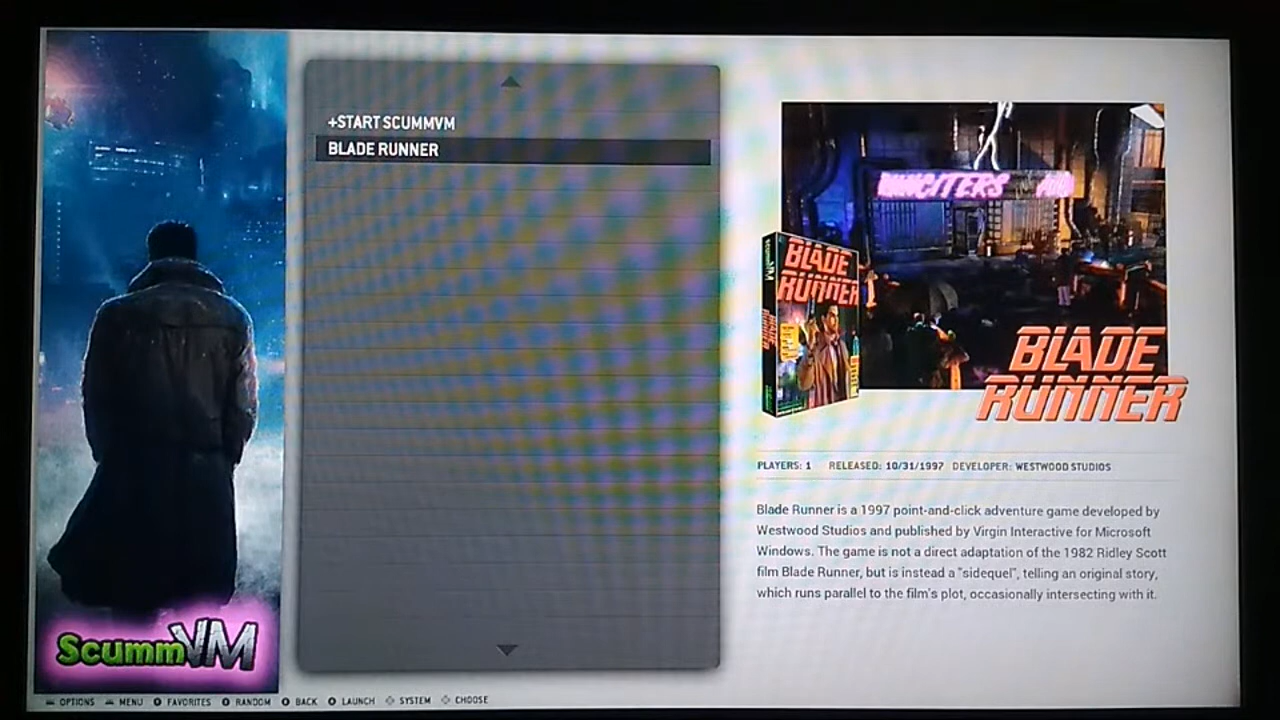 +START SCUMMVM
BLADE RUNNER
BLADE
RUNNER
BLADE
RUNNER
PLAYERS: 1 RELEASED: 10/31/1997 DEVELOPER: WESTWOOD STUDIOS
Blade Runner is a 1997 point-and-click adventure game developed by
Westwood Studios and published by Virgin Interactive for Microsoft
Windows. The game is not a direct adaptation of the 1982 Ridley Scott
film Blade Runner, but is instead a "sidequel", telling an original story,
which runs parallel to the film's plot, occasionally intersecting with it.
ScummVM
OPTIONS MENU FAVORITES RANDOM BACK LAUNCH SYSTEM CHOOSE